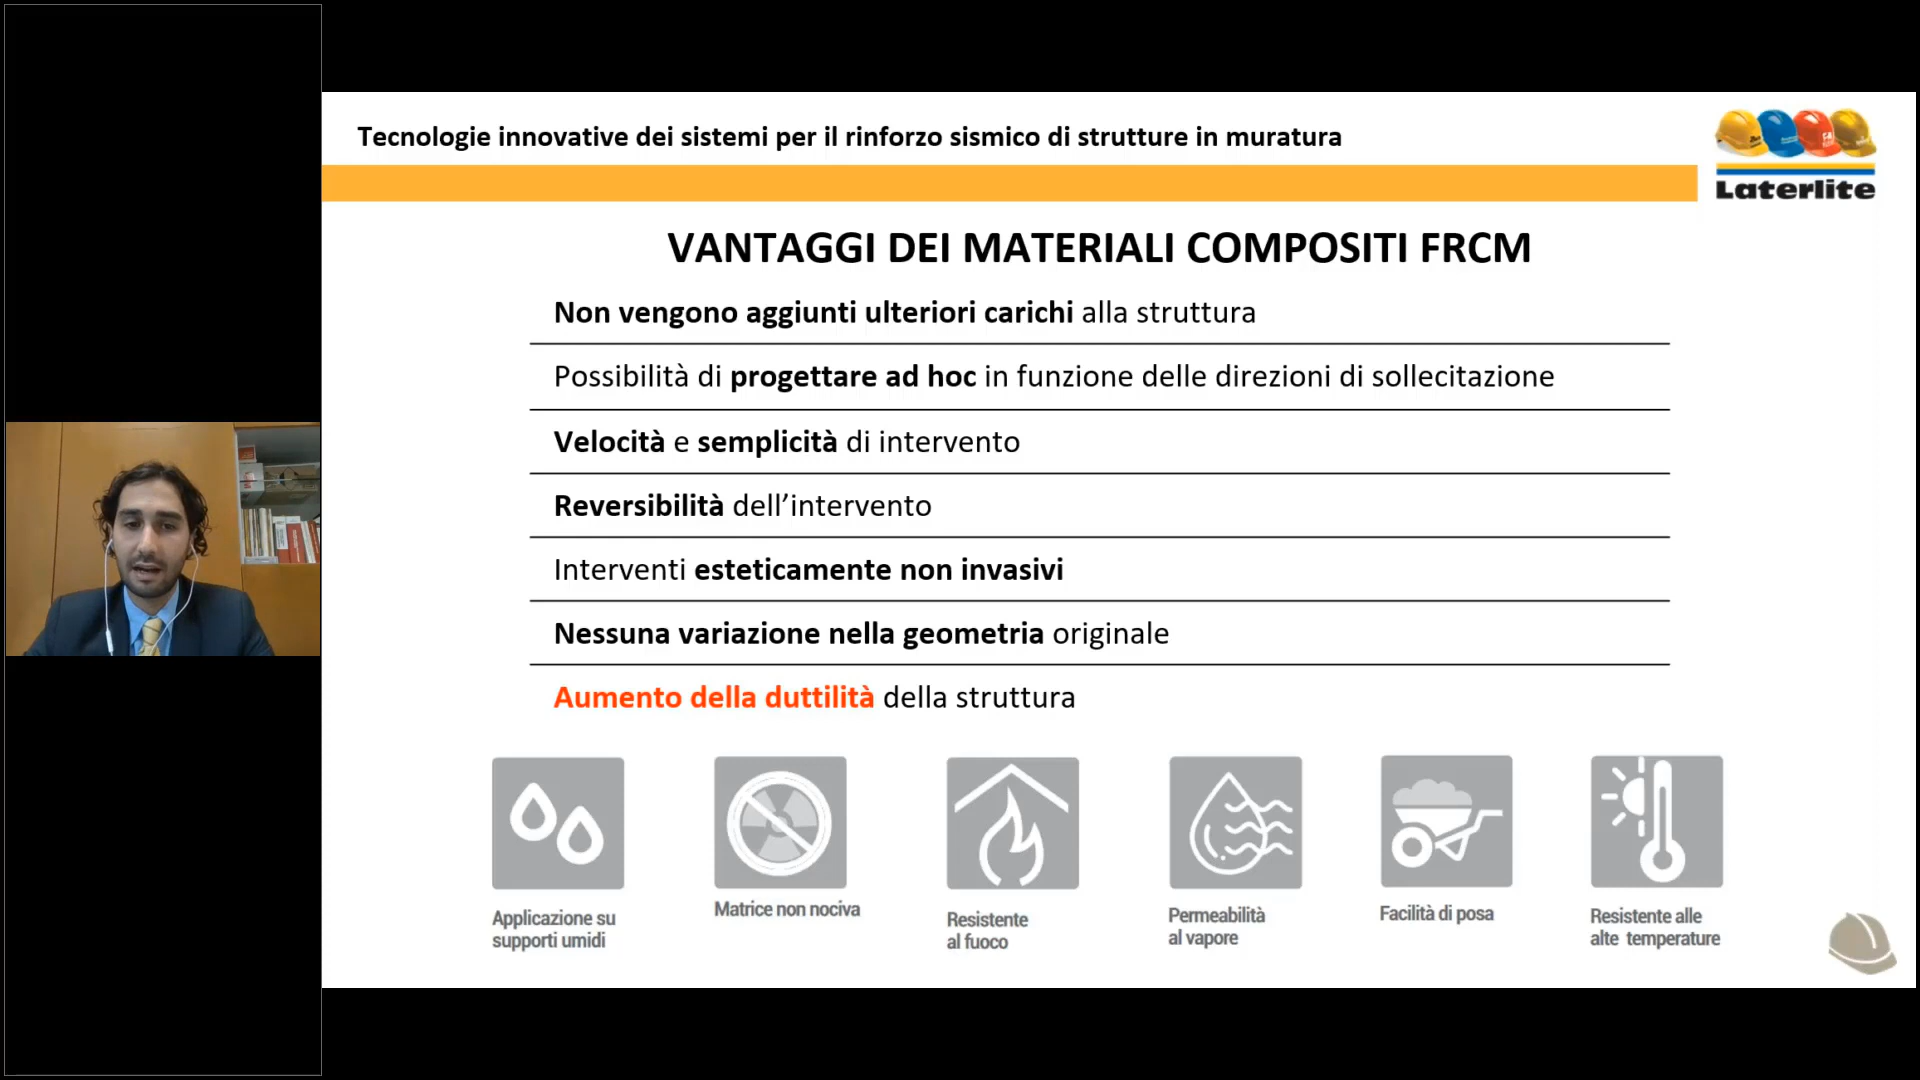 Tecnologie innovative dei sistemi per il rinforzo sismico di strutture in muratura
Laterlite
VANTAGGI DEI MATERIALI COMPOSITI FRCM
Non vengono aggiunti ulteriori carichi alla struttura
Possibilità di progettare ad hoc in funzione delle direzioni di sollecitazione
Velocità e semplicità di intervento
Reversibilità dell’intervento
Interventi esteticamente non invasivi
Nessuna variazione nella geometria originale
Aumento della duttilità della struttura
Applicazione su
supporti umidi
Matrice non nociva
Resistente
al fuoco
Permeabilità
al vapore
Facilità di posa
Resistente alle
alte temperature